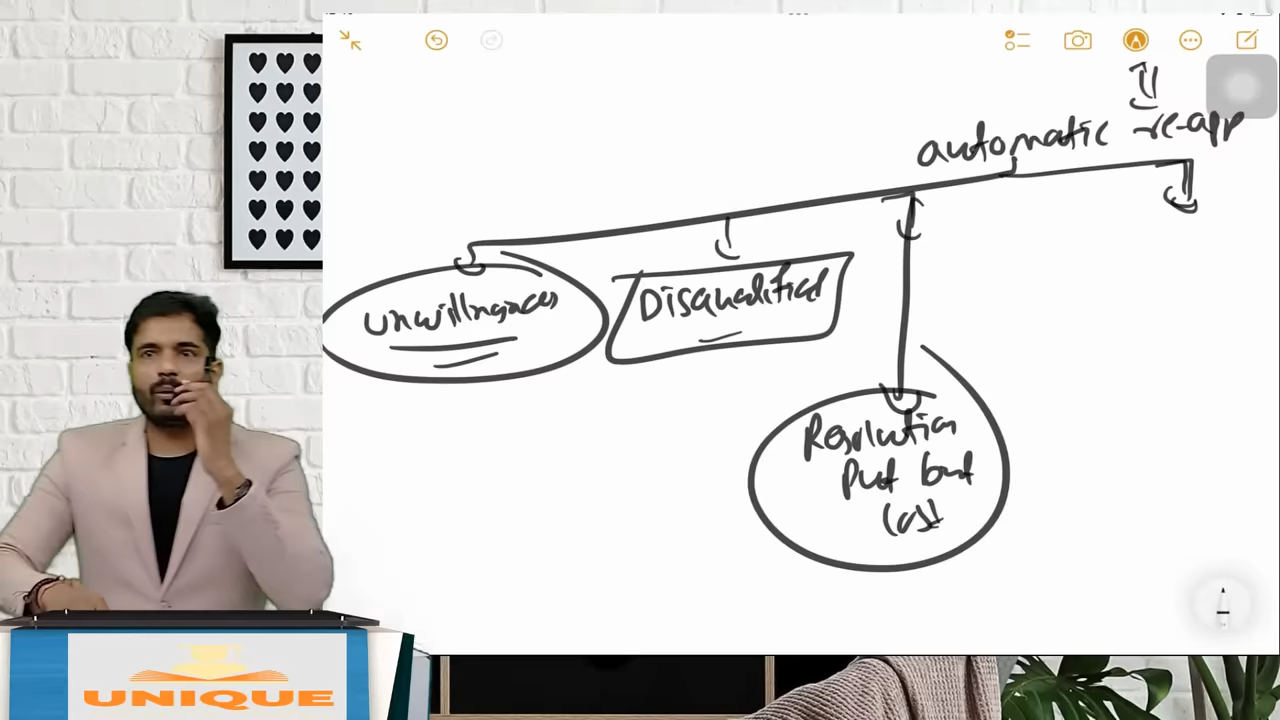 automatic re-app
unwillingness
Disqualified
Resolution
Put but
lost
UNIQUE